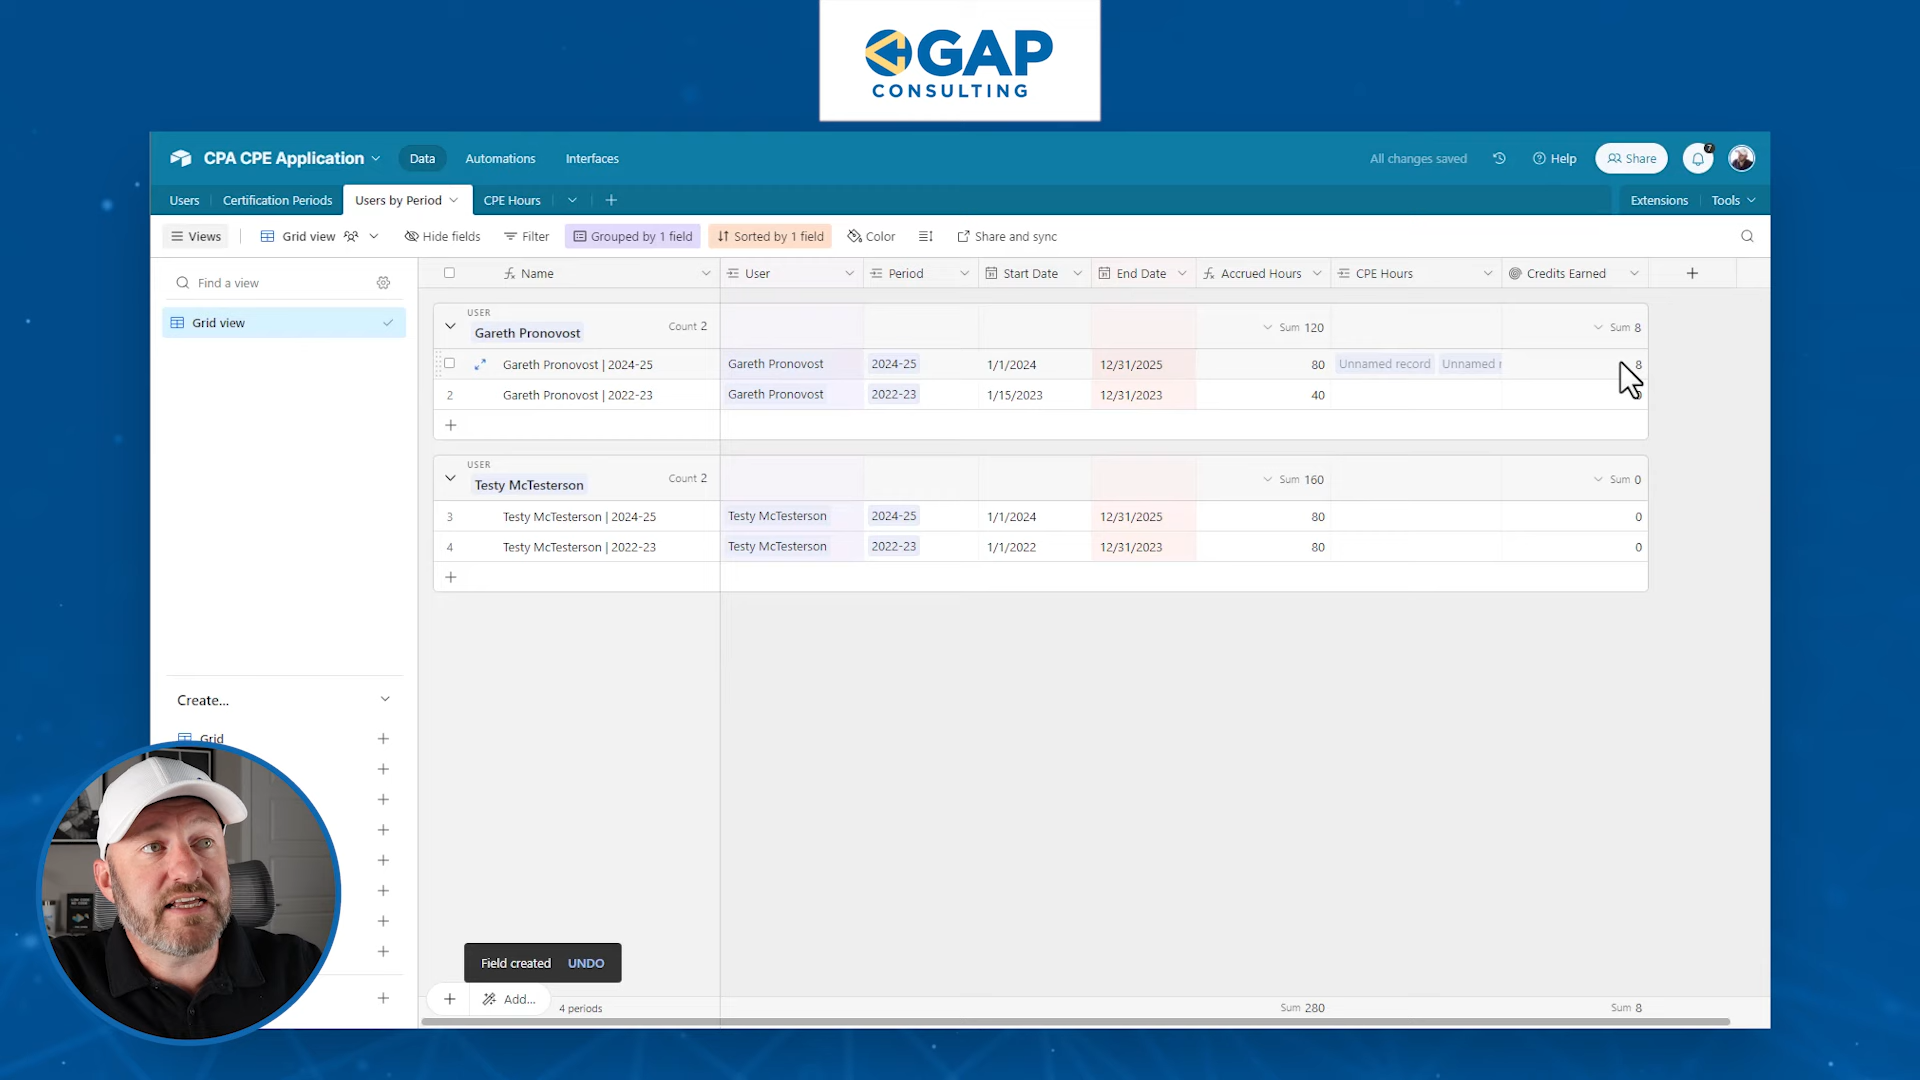 GAP
CONSULTING
CPA CPE Application
Data
Automations
Interfaces
All changes saved
Help
Share
7
Users
Certification Periods
Users by Period
CPE Hours
Extensions
Tools
Views
Grid view
Hide fields
Filter
Grouped by 1 field
Sorted by 1 field
Color
Share and sync
Find a view
Grid view
Create...
Grid
Name
User
Period
Start Date
End Date
Accrued Hours
CPE Hours
Credits Earned
USER
Gareth Pronovost
Count 2
Sum 120
Sum 8
Gareth Pronovost | 2024-25
Gareth Pronovost
2024-25
1/1/2024
12/31/2025
80
Unnamed record
Unnamed r
8
2
Gareth Pronovost | 2022-23
Gareth Pronovost
2022-23
1/15/2023
12/31/2023
40
USER
Testy McTesterson
Count 2
Sum 160
Sum 0
3
Testy McTesterson | 2024-25
Testy McTesterson
2024-25
1/1/2024
12/31/2025
80
0
4
Testy McTesterson | 2022-23
Testy McTesterson
2022-23
1/1/2022
12/31/2023
80
0
Field created
UNDO
Add...
4 periods
Sum 280
Sum 8